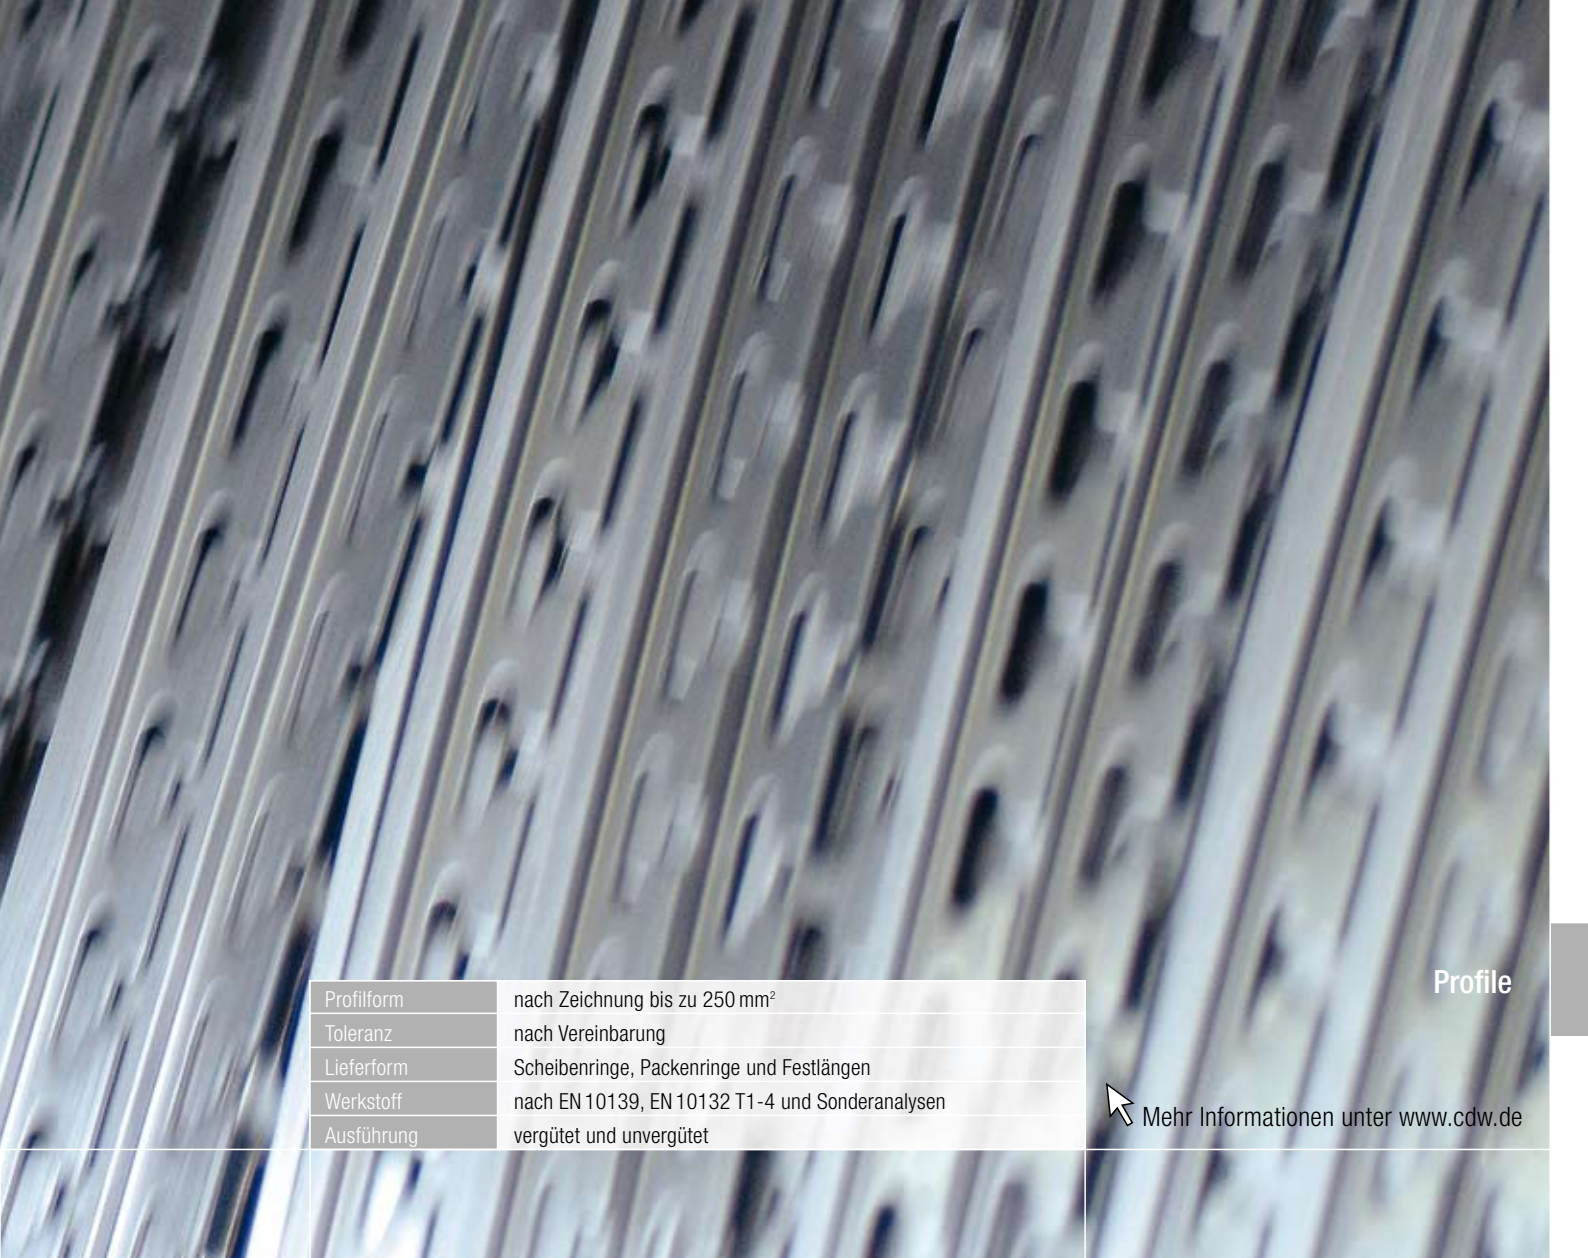 Profile
Profilform nach Zeichnung bis zu 250 mm²
Toleranz nach Vereinbarung
Lieferform Scheibenringe, Packenringe und Festlängen
Werkstoff nach EN 10139, EN 10132 T1-4 und Sonderanalysen
Ausführung vergütet und unvergütet
Mehr Informationen unter www.cdw.de